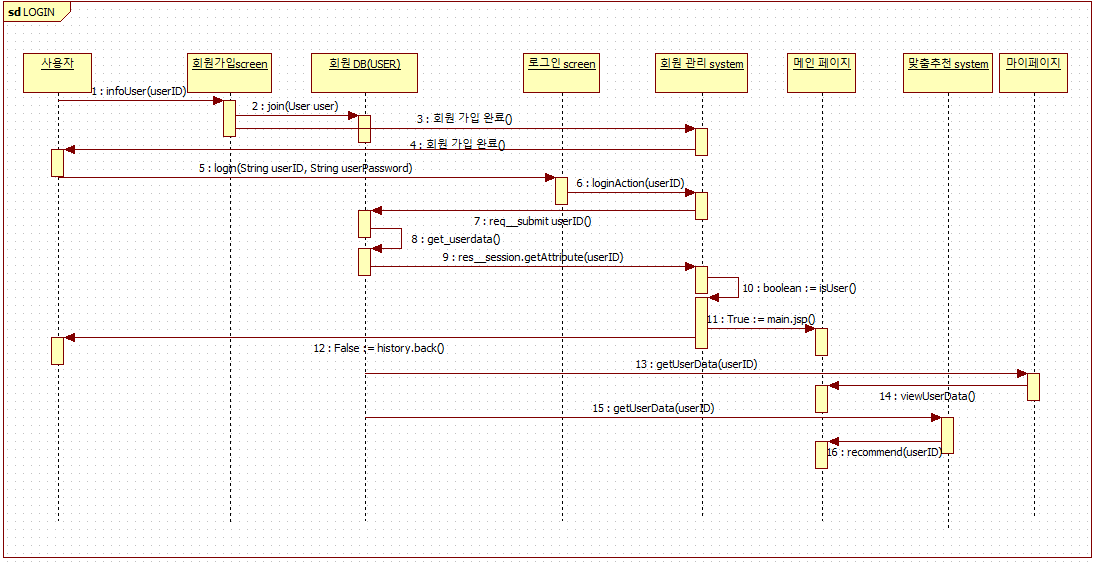 sd LOGIN
사용자
회원가입screen
회원 DB(USER)
로그인 screen
회원 관리 system
메인 페이지
맞춤추천 system
마이페이지
1 : infoUser(userID)
2 : join(User user)
3 : 회원 가입 완료()
4 : 회원 가입 완료()
5 : login(String userID, String userPassword)
6 : loginAction(userID)
7 : req__submit userID()
8 : get_userdata()
9 : res__session.getAttribute(userID)
10 : boolean := isUser()
11 : True := main.jsp()
12 : False := history.back()
13 : getUserData(userID)
14 : viewUserData()
15 : getUserData(userID)
16 : recommend(userID)